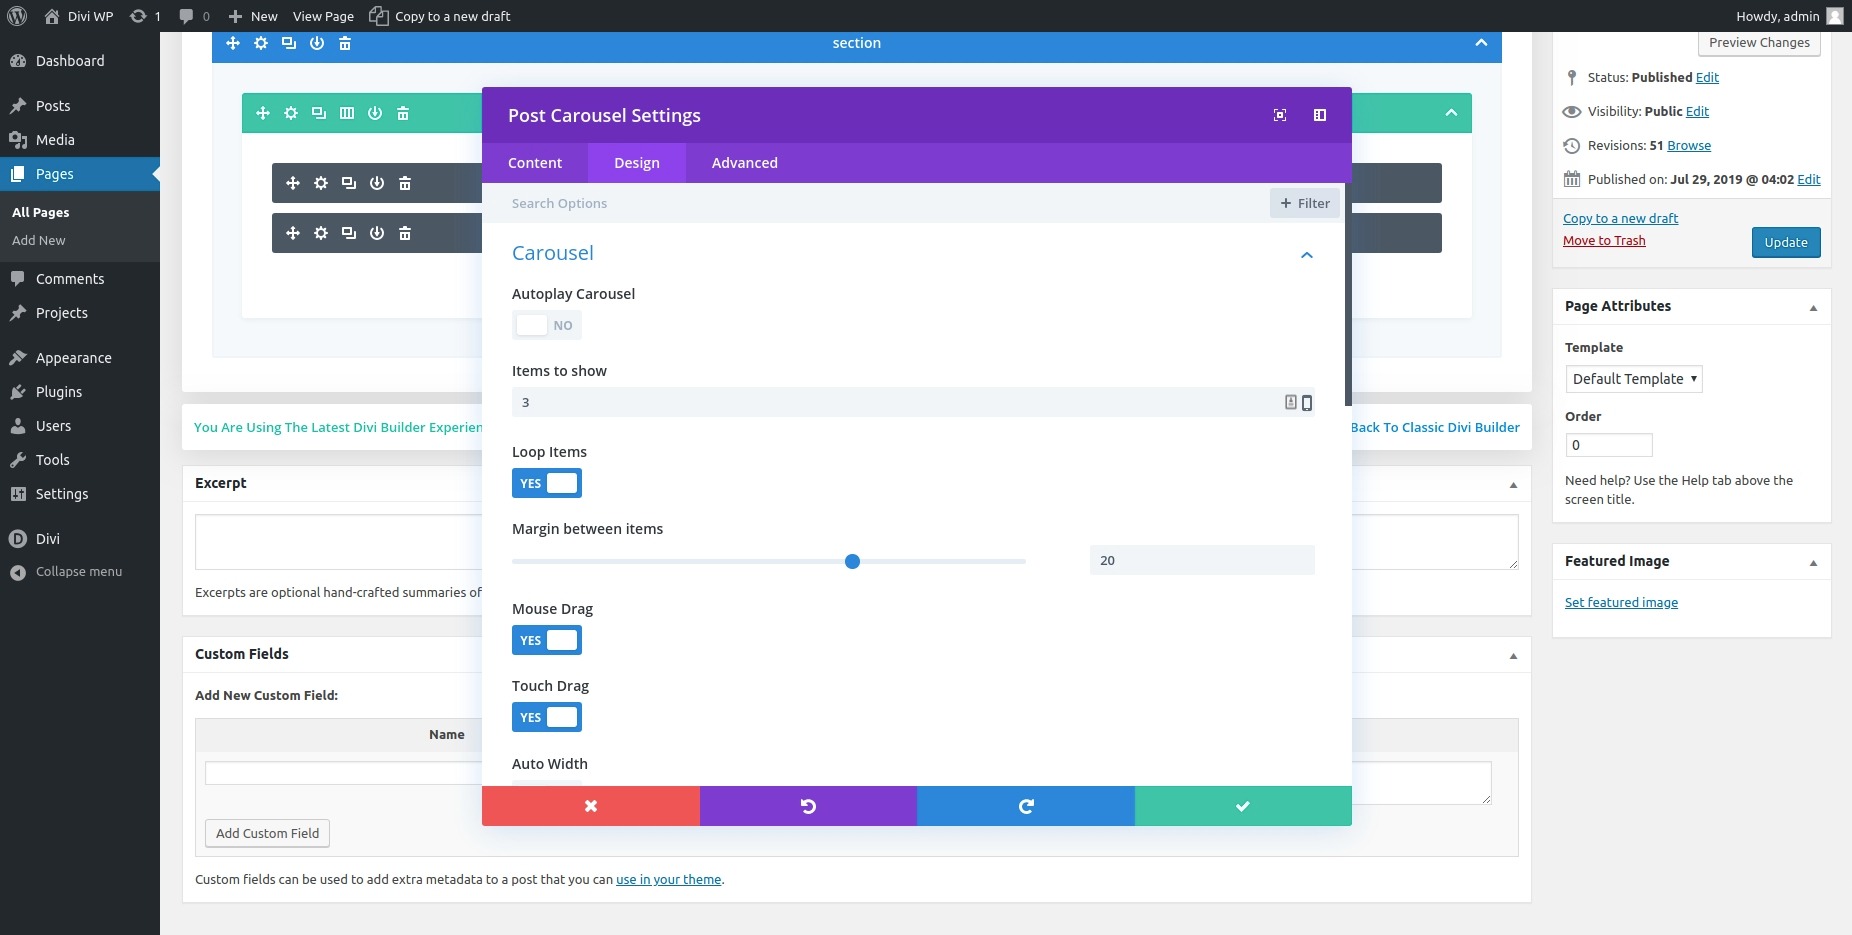 Divi WP
1
0
New
View Page
Copy to a new draft
Howdy, admin
Dashboard
Posts
Media
Pages
All Pages
Add New
Comments
Projects
Appearance
Plugins
Users
Tools
Settings
Divi
Collapse menu
section
Post Carousel Settings
Content
Design
Advanced
Search Options
+ Filter
Carousel
Autoplay Carousel
NO
Items to show
3
Loop Items
YES
Margin between items
20
Mouse Drag
YES
Touch Drag
YES
Auto Width
You Are Using The Latest Divi Builder Experien
Back To Classic Divi Builder
Excerpt
Excerpts are optional hand-crafted summaries of
Custom Fields
Add New Custom Field:
Name
Add Custom Field
Custom fields can be used to add extra metadata to a post that you can use in your theme.
Preview Changes
Status: Published Edit
Visibility: Public Edit
Revisions: 51 Browse
Published on: Jul 29, 2019 @ 04:02 Edit
Copy to a new draft
Move to Trash
Update
Page Attributes
Template
Default Template
Order
0
Need help? Use the Help tab above the
screen title.
Featured Image
Set featured image